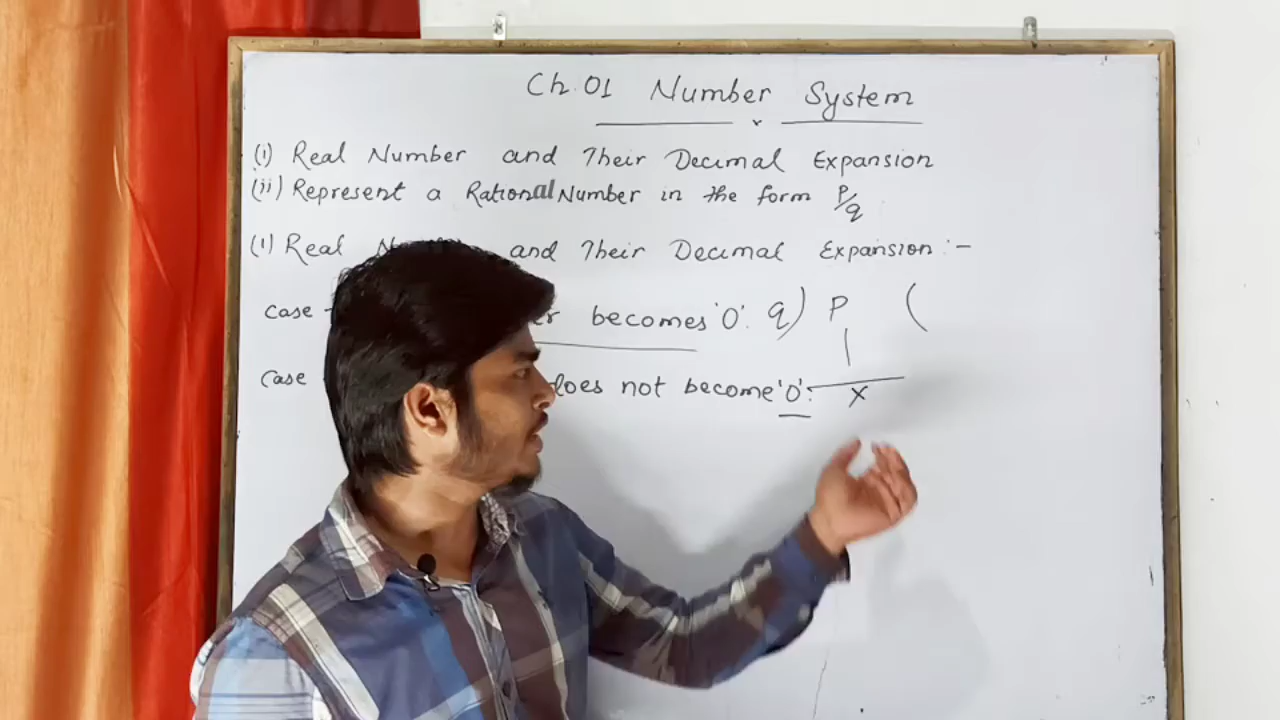 Ch. 01 Number System
(i) Real Number and Their Decimal Expansion
(ii) Represent a Rational Number in the form P/q
(1) Real and Their Decimal Expansion :-
case becomes '0'. q) P (
case does not become '0'. x